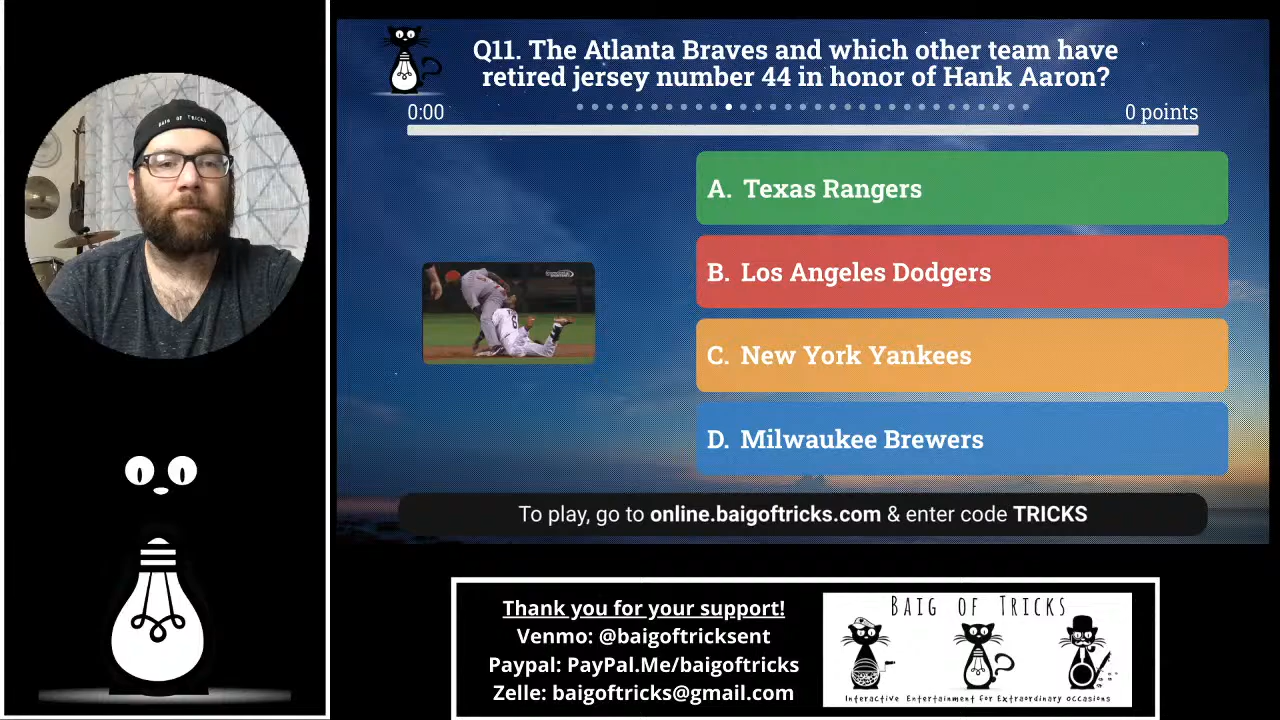 BAIG OF TRICKS
Q11. The Atlanta Braves and which other team have
retired jersey number 44 in honor of Hank Aaron?
0:00
0 points
A. Texas Rangers
B. Los Angeles Dodgers
C. New York Yankees
D. Milwaukee Brewers
To play, go to online.baigoftricks.com & enter code TRICKS
Thank you for your support!
Venmo: @baigoftricksent
Paypal: PayPal.Me/baigoftricks
Zelle: baigoftricks@gmail.com
BAIG OF TRICKS
Interactive Entertainment for Extraordinary occasions